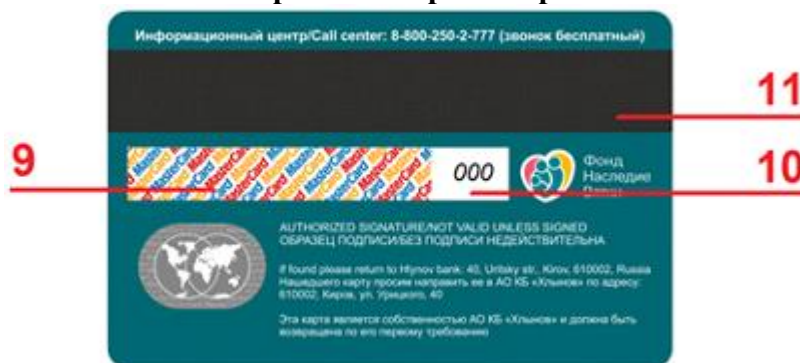 Информационный центр/Call center: 8-800-250-2-777 (звонок бесплатный)
11
9
MasterCard MasterCard MasterCard
000
10
Фонд
Наследие
AUTHORIZED SIGNATURE/NOT VALID UNLESS SIGNED
ОБРАЗЕЦ ПОДПИСИ/БЕЗ ПОДПИСИ НЕДЕЙСТВИТЕЛЬНА
If found please return to Hlynov bank: 40, Uritsky str., Kirov, 610002, Russia
Нашедшего карту просим направить ее в АО КБ «Хлынов» по адресу:
610002, Киров, ул. Урицкого, 40
Эта карта является собственностью АО КБ «Хлынов» и должна быть
возвращена по его первому требованию